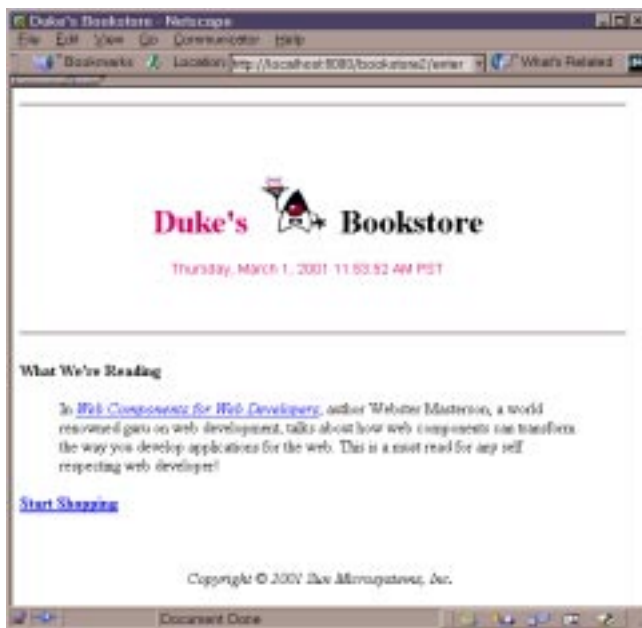 Duke's Bookstore - Netscape
File Edit View Go Communicator Help
Bookmarks Location: http://localhost:8080/bookstore2/enter What's Related
Duke's Bookstore
Thursday, March 1, 2001 11:53:52 AM PST
What We're Reading
In Web Components for Web Developers, author Webster Masterson, a world
renowned guru on web development, talks about how web components can transform
the way you develop applications for the web. This is a must read for any self
respecting web developer!
Start Shopping
Copyright © 2001 Sun Microsystems, Inc.
Document Done